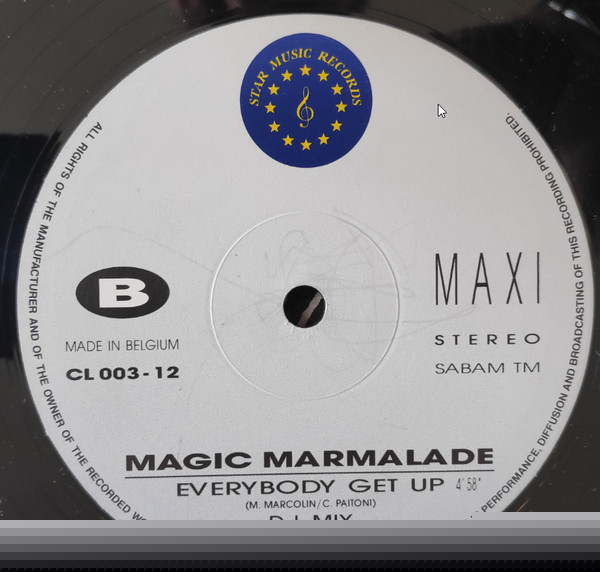 STAR MUSIC RECORDS
ALL RIGHTS OF THE MANUFACTURER AND OF THE OWNER OF THE RECORDED
PERFORMANCE, DIFFUSION AND BROADCASTING OF THIS RECORDING PROHIBITED.
B
MADE IN BELGIUM
CL 003-12
MAXI
STEREO
SABAM TM
MAGIC MARMALADE
EVERYBODY GET UP 4'58"
(M. MARCOLIN/C. PAITONI)
D.J. MIX